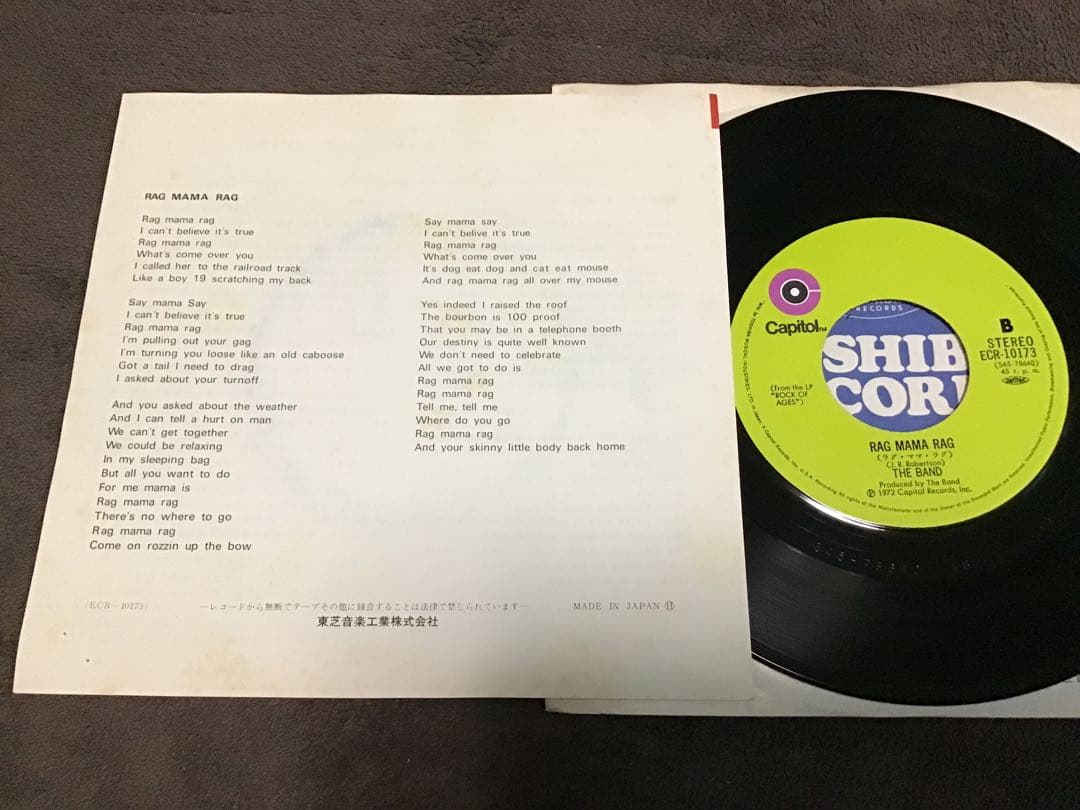 RAG MAMA RAG
Rag mama rag
I can't believe it's true
Rag mama rag
What's come over you
I called her to the railroad track
Like a boy 19 scratching my back
Say mama Say
I can't believe it's true
Rag mama rag
I'm pulling out your gag
I'm turning you loose like an old caboose
Got a tail I need to drag
I asked about your turnoff
And you asked about the weather
And I can tell a hurt on man
We can't get together
We could be relaxing
In my sleeping bag
But all you want to do
For me mama is
Rag mama rag
There's no where to go
Rag mama rag
Come on rozzin up the bow
Say mama say
I can't belive it's true
Rag mama rag
What's come over you
It's dog eat dog and cat eat mouse
And rag mama rag all over my mouse
Yes indeed I raised the roof
The bourbon is 100 proof
That you may be in a telephone booth
Our destiny is quite well known
We don't need to celebrate
All we got to do is
Rag mama rag
Rag mama rag
Tell me, tell me
Where do you go
Rag mama rag
And your skinny little body back home
(ECR-10173)
—レコードから無断でテープその他に録音することは法律で禁じられています—
MADE IN JAPAN ⑪
東芝音楽工業株式会社
Capitol
RECORDS
SHIB
COR
B
STEREO
ECR-10173
(S45-78640)
45 r. p. m.
(from the LP
"ROCK OF
AGES")
RAG MAMA RAG
(ラグ・ママ・ラグ)
(J. R. Robertson)
THE BAND
Produced by The Band
Ⓟ 1972 Capitol Records, Inc.